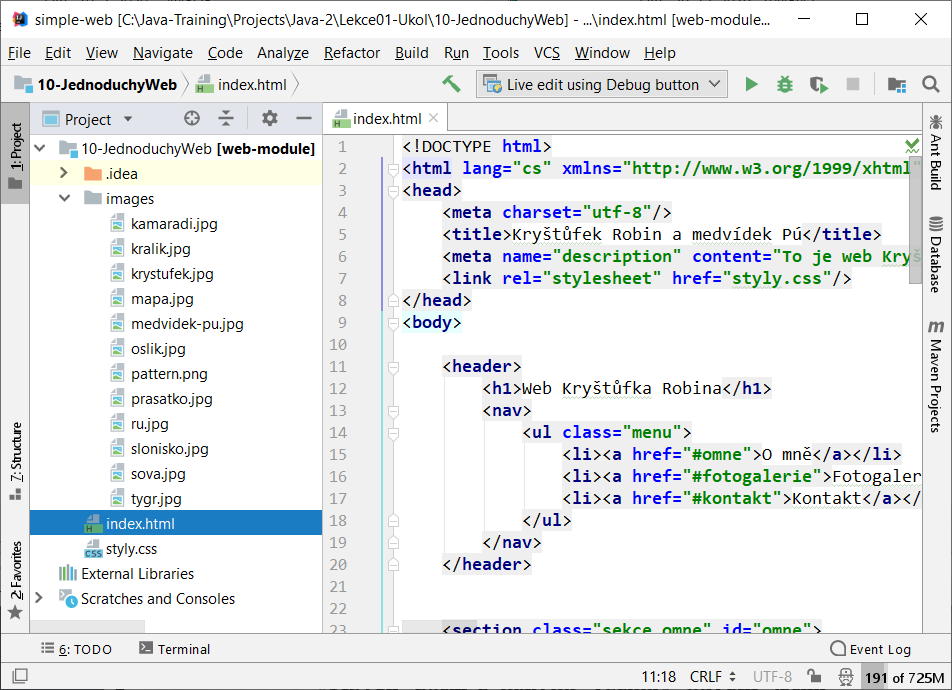 simple-web [C:\Java-Training\Projects\Java-2\Lekce01-Ukol\10-JednoduchyWeb] - ...\index.html [web-module...
File Edit View Navigate Code Analyze Refactor Build Run Tools VCS Window Help
10-JednoduchyWeb index.html Live edit using Debug button
1: Project
7: Structure
2: Favorites
Project
10-JednoduchyWeb [web-module]
.idea
images
kamaradi.jpg
kralik.jpg
krystufek.jpg
mapa.jpg
medvidek-pu.jpg
oslik.jpg
pattern.png
prasatko.jpg
ru.jpg
slonisko.jpg
sova.jpg
tygr.jpg
index.html
styly.css
External Libraries
Scratches and Consoles
index.html
1 <!DOCTYPE html>
2 <html lang="cs" xmlns="http://www.w3.org/1999/xhtml
3 <head>
4 <meta charset="utf-8"/>
5 <title>Kryštůfek Robin a medvídek Pú</title>
6 <meta name="description" content="To je web Kryš
7 <link rel="stylesheet" href="styly.css"/>
8 </head>
9 <body>
10
11 <header>
12 <h1>Web Kryštůfka Robina</h1>
13 <nav>
14 <ul class="menu">
15 <li><a href="#omne">O mně</a></li>
16 <li><a href="#fotogalerie">Fotogaler
17 <li><a href="#kontakt">Kontakt</a></
18 </ul>
19 </nav>
20 </header>
21
22
23 <section class="sekce omne" id="omne">
Ant Build
Database
Maven Projects
6: TODO Terminal Event Log
11:18 CRLF UTF-8 191 of 725M